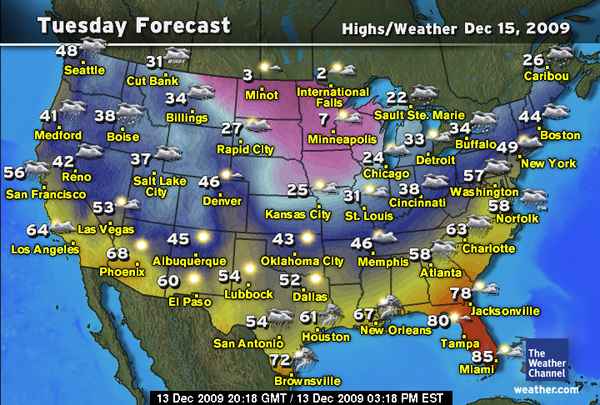 Tuesday Forecast
Highs/Weather Dec 15, 2009
48
Seattle
31
Cut Bank
3
Minot
2
International
Falls
26
Caribou
34
Billings
22
Sault Ste. Marie
41
Medford
38
Boise
27
Rapid City
7
Minneapolis
33
Detroit
34
Buffalo
44
Boston
49
New York
42
Reno
37
Salt Lake
City
24
Chicago
56
San Francisco
46
Denver
25
Kansas City
31
St. Louis
38
Cincinnati
57
Washington
58
Norfolk
53
Las Vegas
64
Los Angeles
68
Phoenix
45
Albuquerque
43
Oklahoma City
46
Memphis
58
Atlanta
63
Charlotte
60
El Paso
54
Lubbock
52
Dallas
78
Jacksonville
54
San Antonio
61
Houston
67
New Orleans
80
Tampa
72
Brownsville
85
Miami
The
Weather
Channel
weather.com
13 Dec 2009 20:18 GMT / 13 Dec 2009 03:18 PM EST